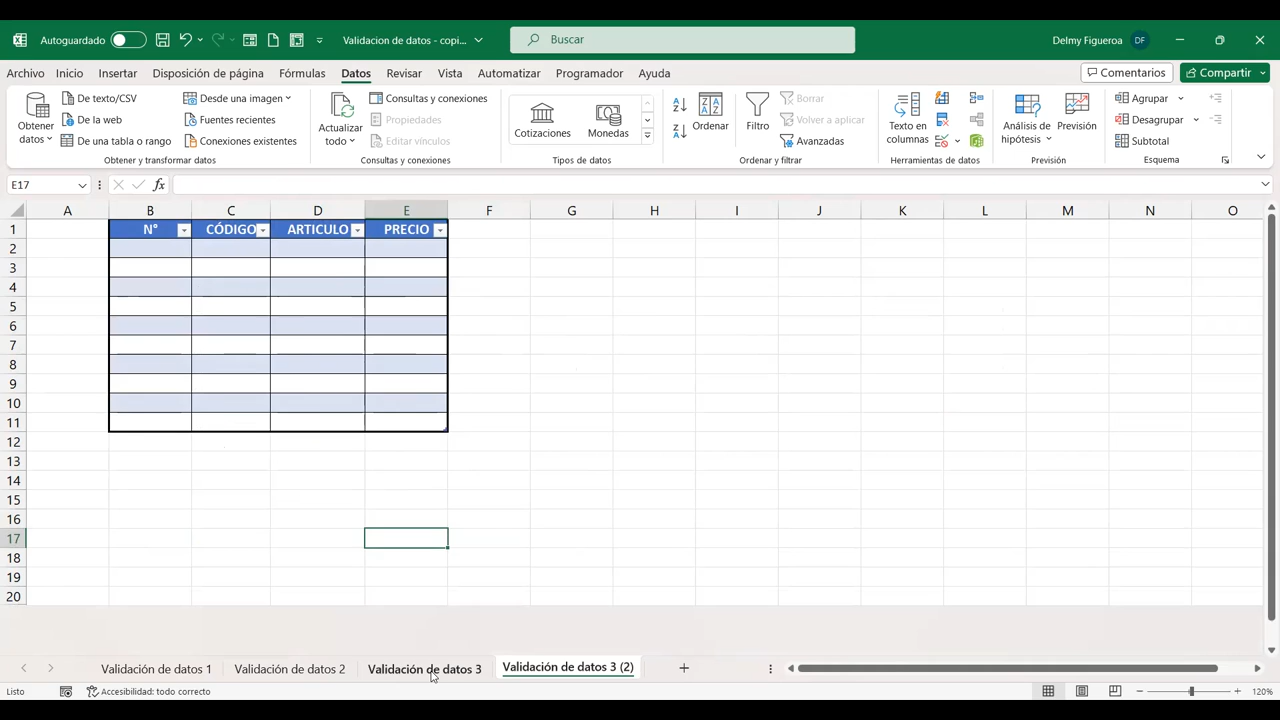 Autoguardado
Validacion de datos - copi...
Buscar
Delmy Figueroa DF
Archivo Inicio Insertar Disposición de página Fórmulas Datos Revisar Vista Automatizar Programador Ayuda
Comentarios Compartir
Obtener datos
De texto/CSV
De la web
De una tabla o rango
Desde una imagen
Fuentes recientes
Conexiones existentes
Obtener y transformar datos
Actualizar todo
Consultas y conexiones
Propiedades
Editar vínculos
Consultas y conexiones
Cotizaciones
Monedas
Tipos de datos
Ordenar
Filtro
Borrar
Volver a aplicar
Avanzadas
Ordenar y filtrar
Texto en columnas
Herramientas de datos
Análisis de hipótesis
Previsión
Previsión
Agrupar
Desagrupar
Subtotal
Esquema
E17 fx
A B C D E F G H I J K L M N O
1 N° CÓDIGO ARTICULO PRECIO
2
3
4
5
6
7
8
9
10
11
12
13
14
15
16
17
18
19
20
Validación de datos 1 Validación de datos 2 Validación de datos 3 Validación de datos 3 (2)
Listo Accesibilidad: todo correcto 120%